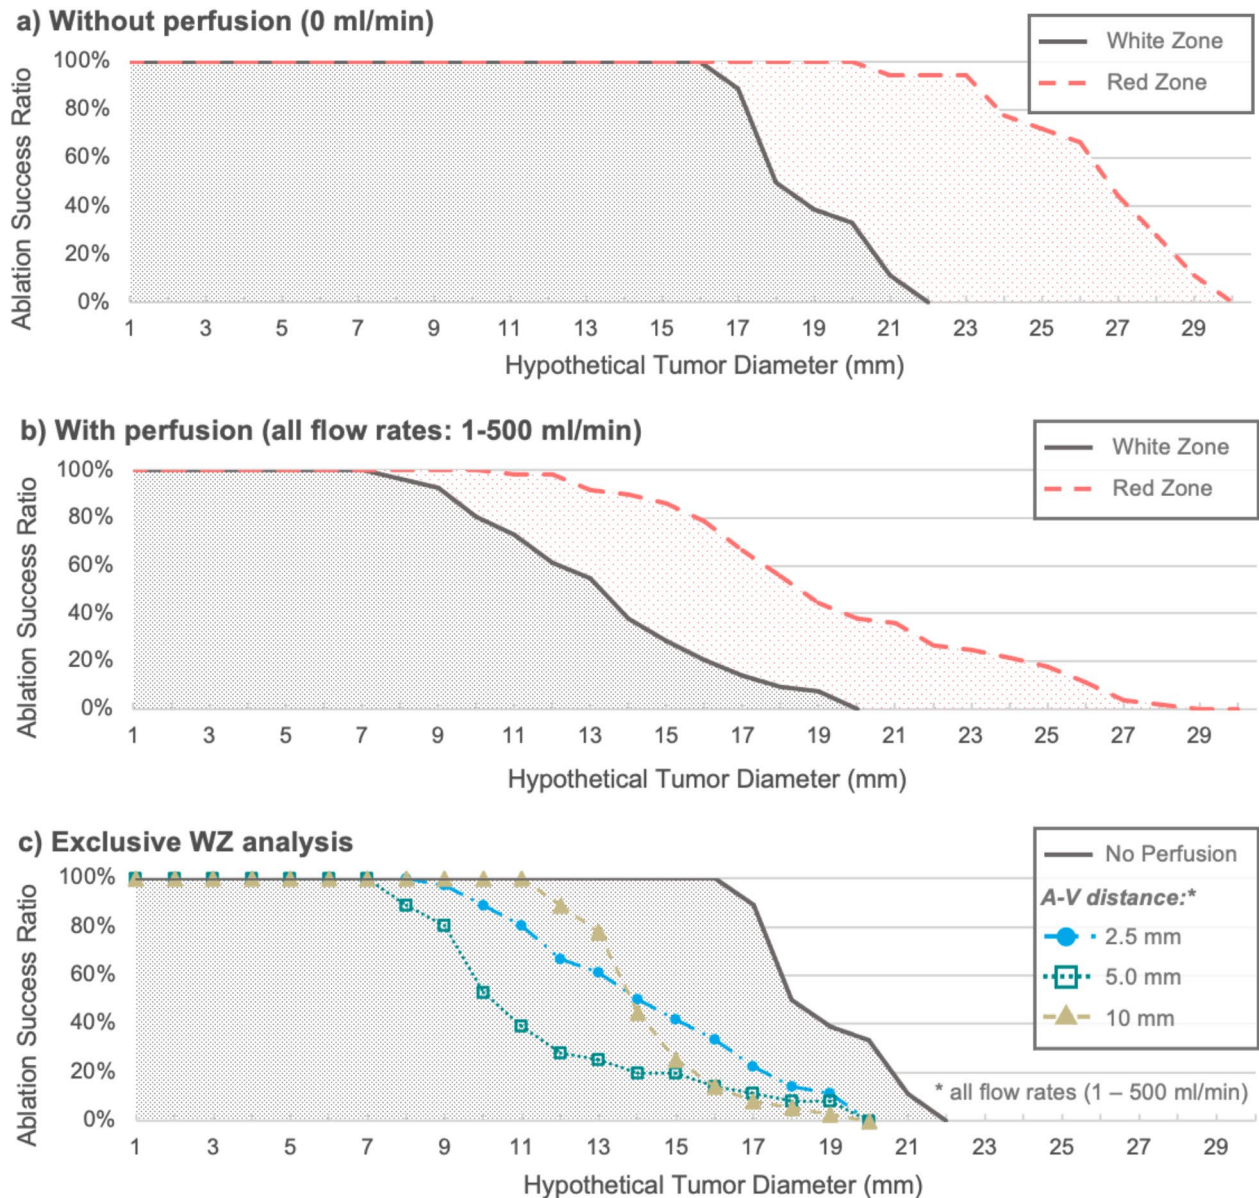 a) Without perfusion (0 ml/min)
White Zone
Red Zone
Ablation Success Ratio
100%
80%
60%
40%
20%
0%
1 3 5 7 9 11 13 15 17 19 21 23 25 27 29
Hypothetical Tumor Diameter (mm)
b) With perfusion (all flow rates: 1-500 ml/min)
White Zone
Red Zone
Ablation Success Ratio
100%
80%
60%
40%
20%
0%
1 3 5 7 9 11 13 15 17 19 21 23 25 27 29
Hypothetical Tumor Diameter (mm)
c) Exclusive WZ analysis
No Perfusion
A-V distance:*
2.5 mm
5.0 mm
10 mm
Ablation Success Ratio
100%
80%
60%
40%
20%
0%
* all flow rates (1 – 500 ml/min)
1 3 5 7 9 11 13 15 17 19 21 23 25 27 29
Hypothetical Tumor Diameter (mm)